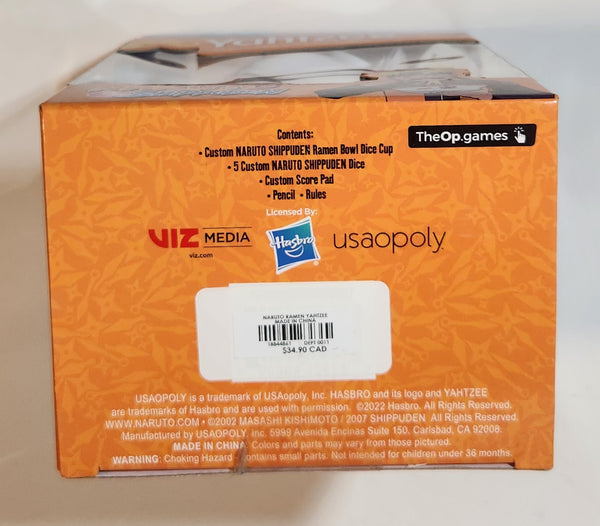 Yahtzee
Contents:
• Custom NARUTO SHIPPUDEN Ramen Bowl Dice Cup
• 5 Custom NARUTO SHIPPUDEN Dice
• Custom Score Pad
• Pencil • Rules
TheOp.games
Licensed By:
VIZ MEDIA
viz.com
Hasbro
usaopoly
NARUTO RAMEN YAHTZEE
MADE IN CHINA
DEPT 0011
$34.90 CAD
USAOPOLY is a trademark of USAopoly, Inc. HASBRO and its logo and YAHTZEE
are trademarks of Hasbro and are used with permission. ©2022 Hasbro. All Rights Reserved.
WWW.NARUTO.COM • ©2002 MASASHI KISHIMOTO / 2007 SHIPPUDEN All Rights Reserved.
Manufactured by USAOPOLY, Inc. 5999 Avenida Encinas Suite 150, Carlsbad, CA 92008.
MADE IN CHINA. Colors and parts may vary from those pictured.
WARNING: Choking Hazard - contains small parts. Not intended for children under 36 months.